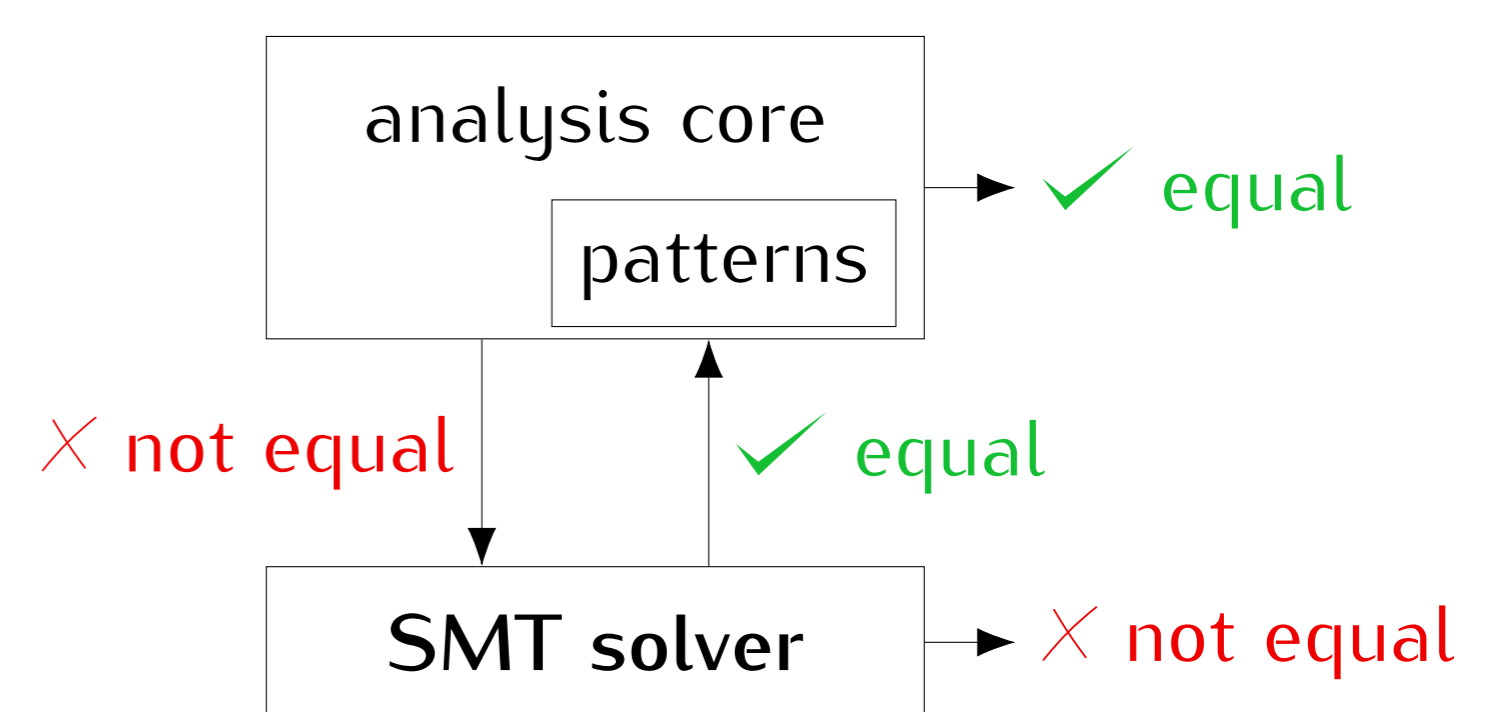 analysis core
✓ equal
patterns
✗ not equal
✓ equal
SMT solver
✗ not equal